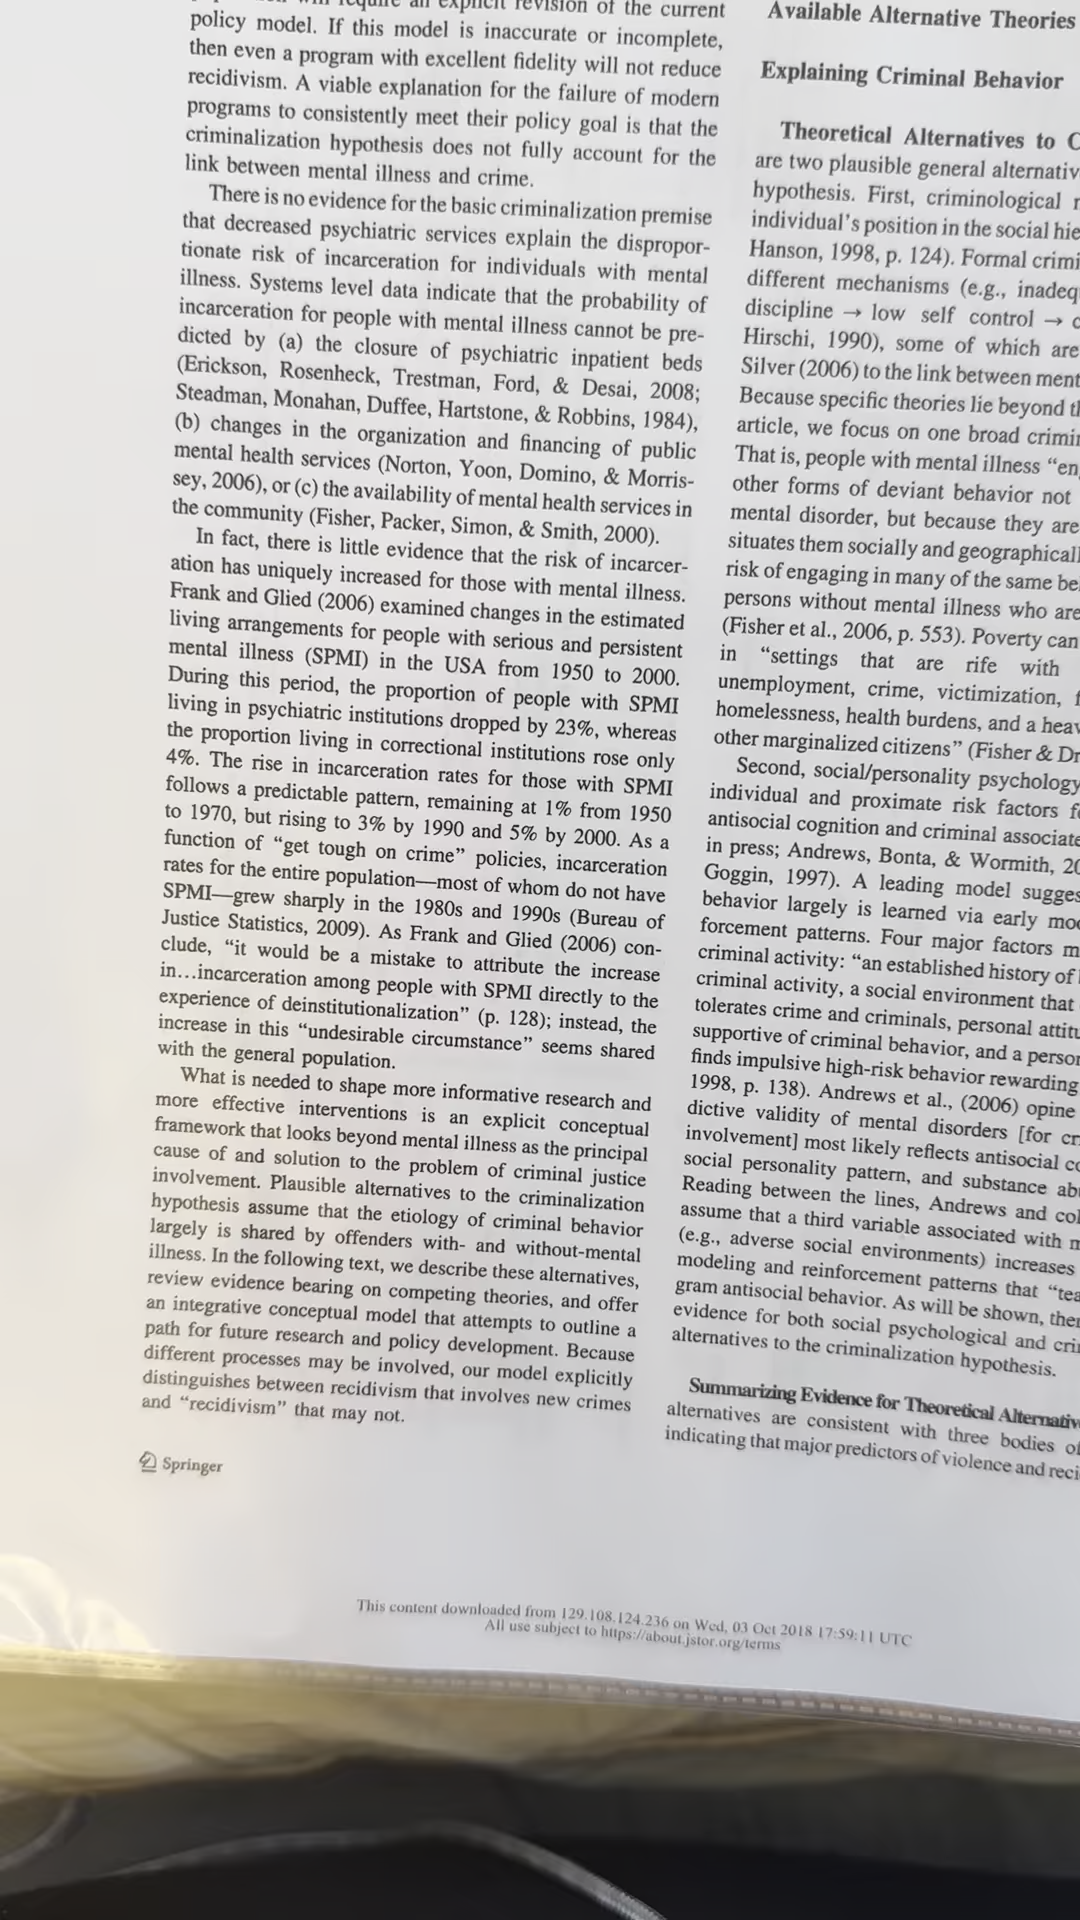 an explicit revision of the current
policy model. If this model is inaccurate or incomplete,
then even a program with excellent fidelity will not reduce
recidivism. A viable explanation for the failure of modern
programs to consistently meet their policy goal is that the
criminalization hypothesis does not fully account for the
link between mental illness and crime.
There is no evidence for the basic criminalization premise
that decreased psychiatric services explain the dispropor-
tionate risk of incarceration for individuals with mental
illness. Systems level data indicate that the probability of
incarceration for people with mental illness cannot be pre-
dicted by (a) the closure of psychiatric inpatient beds
(Erickson, Rosenheck, Trestman, Ford, & Desai, 2008;
Steadman, Monahan, Duffee, Hartstone, & Robbins, 1984),
(b) changes in the organization and financing of public
mental health services (Norton, Yoon, Domino, & Morris-
sey, 2006), or (c) the availability of mental health services in
the community (Fisher, Packer, Simon, & Smith, 2000).
In fact, there is little evidence that the risk of incarcer-
ation has uniquely increased for those with mental illness.
Frank and Glied (2006) examined changes in the estimated
living arrangements for people with serious and persistent
mental illness (SPMI) in the USA from 1950 to 2000.
During this period, the proportion of people with SPMI
living in psychiatric institutions dropped by 23%, whereas
the proportion living in correctional institutions rose only
4%. The rise in incarceration rates for those with SPMI
follows a predictable pattern, remaining at 1% from 1950
to 1970, but rising to 3% by 1990 and 5% by 2000. As a
function of "get tough on crime" policies, incarceration
rates for the entire population—most of whom do not have
SPMI—grew sharply in the 1980s and 1990s (Bureau of
Justice Statistics, 2009). As Frank and Glied (2006) con-
clude, "it would be a mistake to attribute the increase
in…incarceration among people with SPMI directly to the
experience of deinstitutionalization" (p. 128); instead, the
increase in this "undesirable circumstance" seems shared
with the general population.
What is needed to shape more informative research and
more effective interventions is an explicit conceptual
framework that looks beyond mental illness as the principal
cause of and solution to the problem of criminal justice
involvement. Plausible alternatives to the criminalization
hypothesis assume that the etiology of criminal behavior
largely is shared by offenders with- and without-mental
illness. In the following text, we describe these alternatives,
review evidence bearing on competing theories, and offer
an integrative conceptual model that attempts to outline a
path for future research and policy development. Because
different processes may be involved, our model explicitly
distinguishes between recidivism that involves new crimes
and "recidivism" that may not.
Springer
Available Alternative Theories
Explaining Criminal Behavior
Theoretical Alternatives to
are two plausible general
hypothesis. First, criminological
individual's position in the social
Hanson, 1998, p. 124). Formal
different mechanisms (e.g.,
discipline → low self control →
Hirschi, 1990), some of which are
Silver (2006) to the link between
Because specific theories lie beyond
article, we focus on one broad
That is, people with mental illness
other forms of deviant behavior not
mental disorder, but because they are
situates them socially and
risk of engaging in many of the same
persons without mental illness who are
(Fisher et al., 2006, p. 553). Poverty can
in "settings that are rife with
unemployment, crime, victimization,
homelessness, health burdens, and a
other marginalized citizens" (Fisher &
Second, social/personality psychology
individual and proximate risk factors
antisocial cognition and criminal
in press; Andrews, Bonta, & Wormith,
Goggin, 1997). A leading model
behavior largely is learned via early
forcement patterns. Four major factors
criminal activity: "an established history of
criminal activity, a social environment that
tolerates crime and criminals, personal
supportive of criminal behavior, and a
finds impulsive high-risk behavior rewarding
1998, p. 138). Andrews et al., (2006) opine
dictive validity of mental disorders [for
involvement] most likely reflects antisocial
social personality pattern, and substance
Reading between the lines, Andrews and
assume that a third variable associated with
(e.g., adverse social environments) increases
modeling and reinforcement patterns that
gram antisocial behavior. As will be shown,
evidence for both social psychological and
alternatives to the criminalization hypothesis.
Summarizing Evidence for Theoretical
alternatives are consistent with three bodies
indicating that major predictors of violence and
This content downloaded from 129.108.124.236 on Wed, 03 Oct 2018 17:59:11 UTC
All use subject to https://about.jstor.org/terms